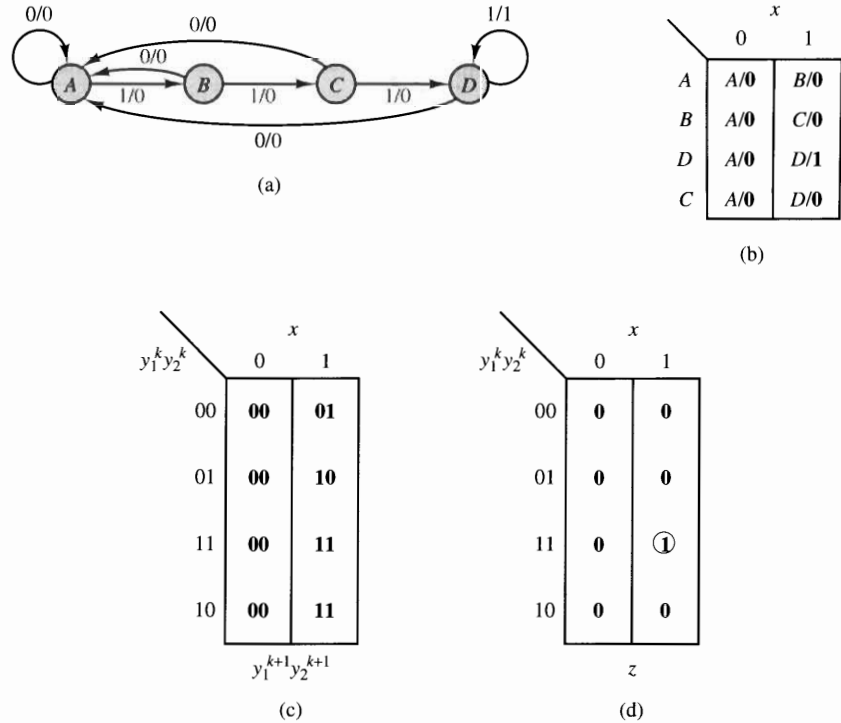 0/0
0/0
1/1
0/0
A
B
C
D
1/0
1/0
1/0
0/0
(a)
x
0 1
A A/0 B/0
B A/0 C/0
D A/0 D/1
C A/0 D/0
(b)
x
y₁ᵏy₂ᵏ 0 1
00 00 01
01 00 10
11 00 11
10 00 11
y₁ᵏ⁺¹y₂ᵏ⁺¹
(c)
x
y₁ᵏy₂ᵏ 0 1
00 0 0
01 0 0
11 0 1
10 0 0
z
(d)